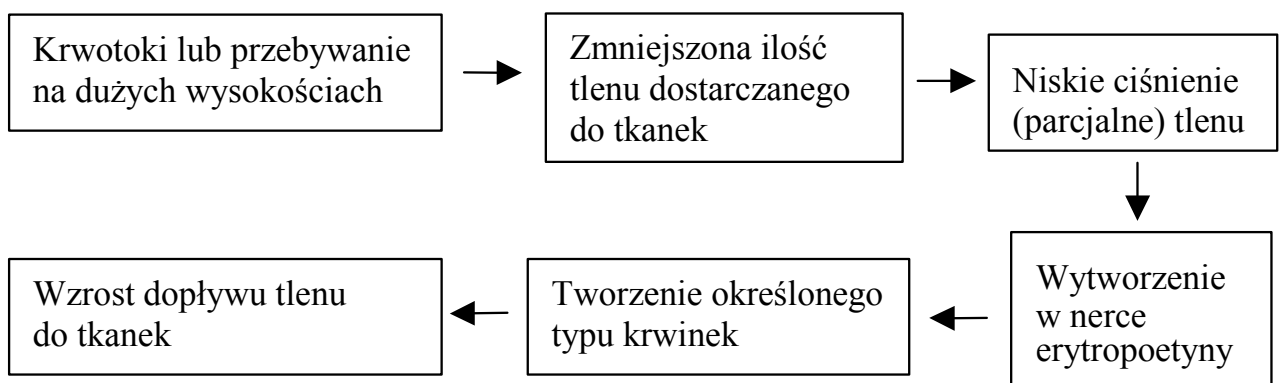 Krwotoki lub przebywanie
na dużych wysokościach
Zmniejszona ilość
tlenu dostarczanego
do tkanek
Niskie ciśnienie
(parcjalne) tlenu
Wytworzenie
w nerce
erytropoetyny
Tworzenie określonego
typu krwinek
Wzrost dopływu tlenu
do tkanek